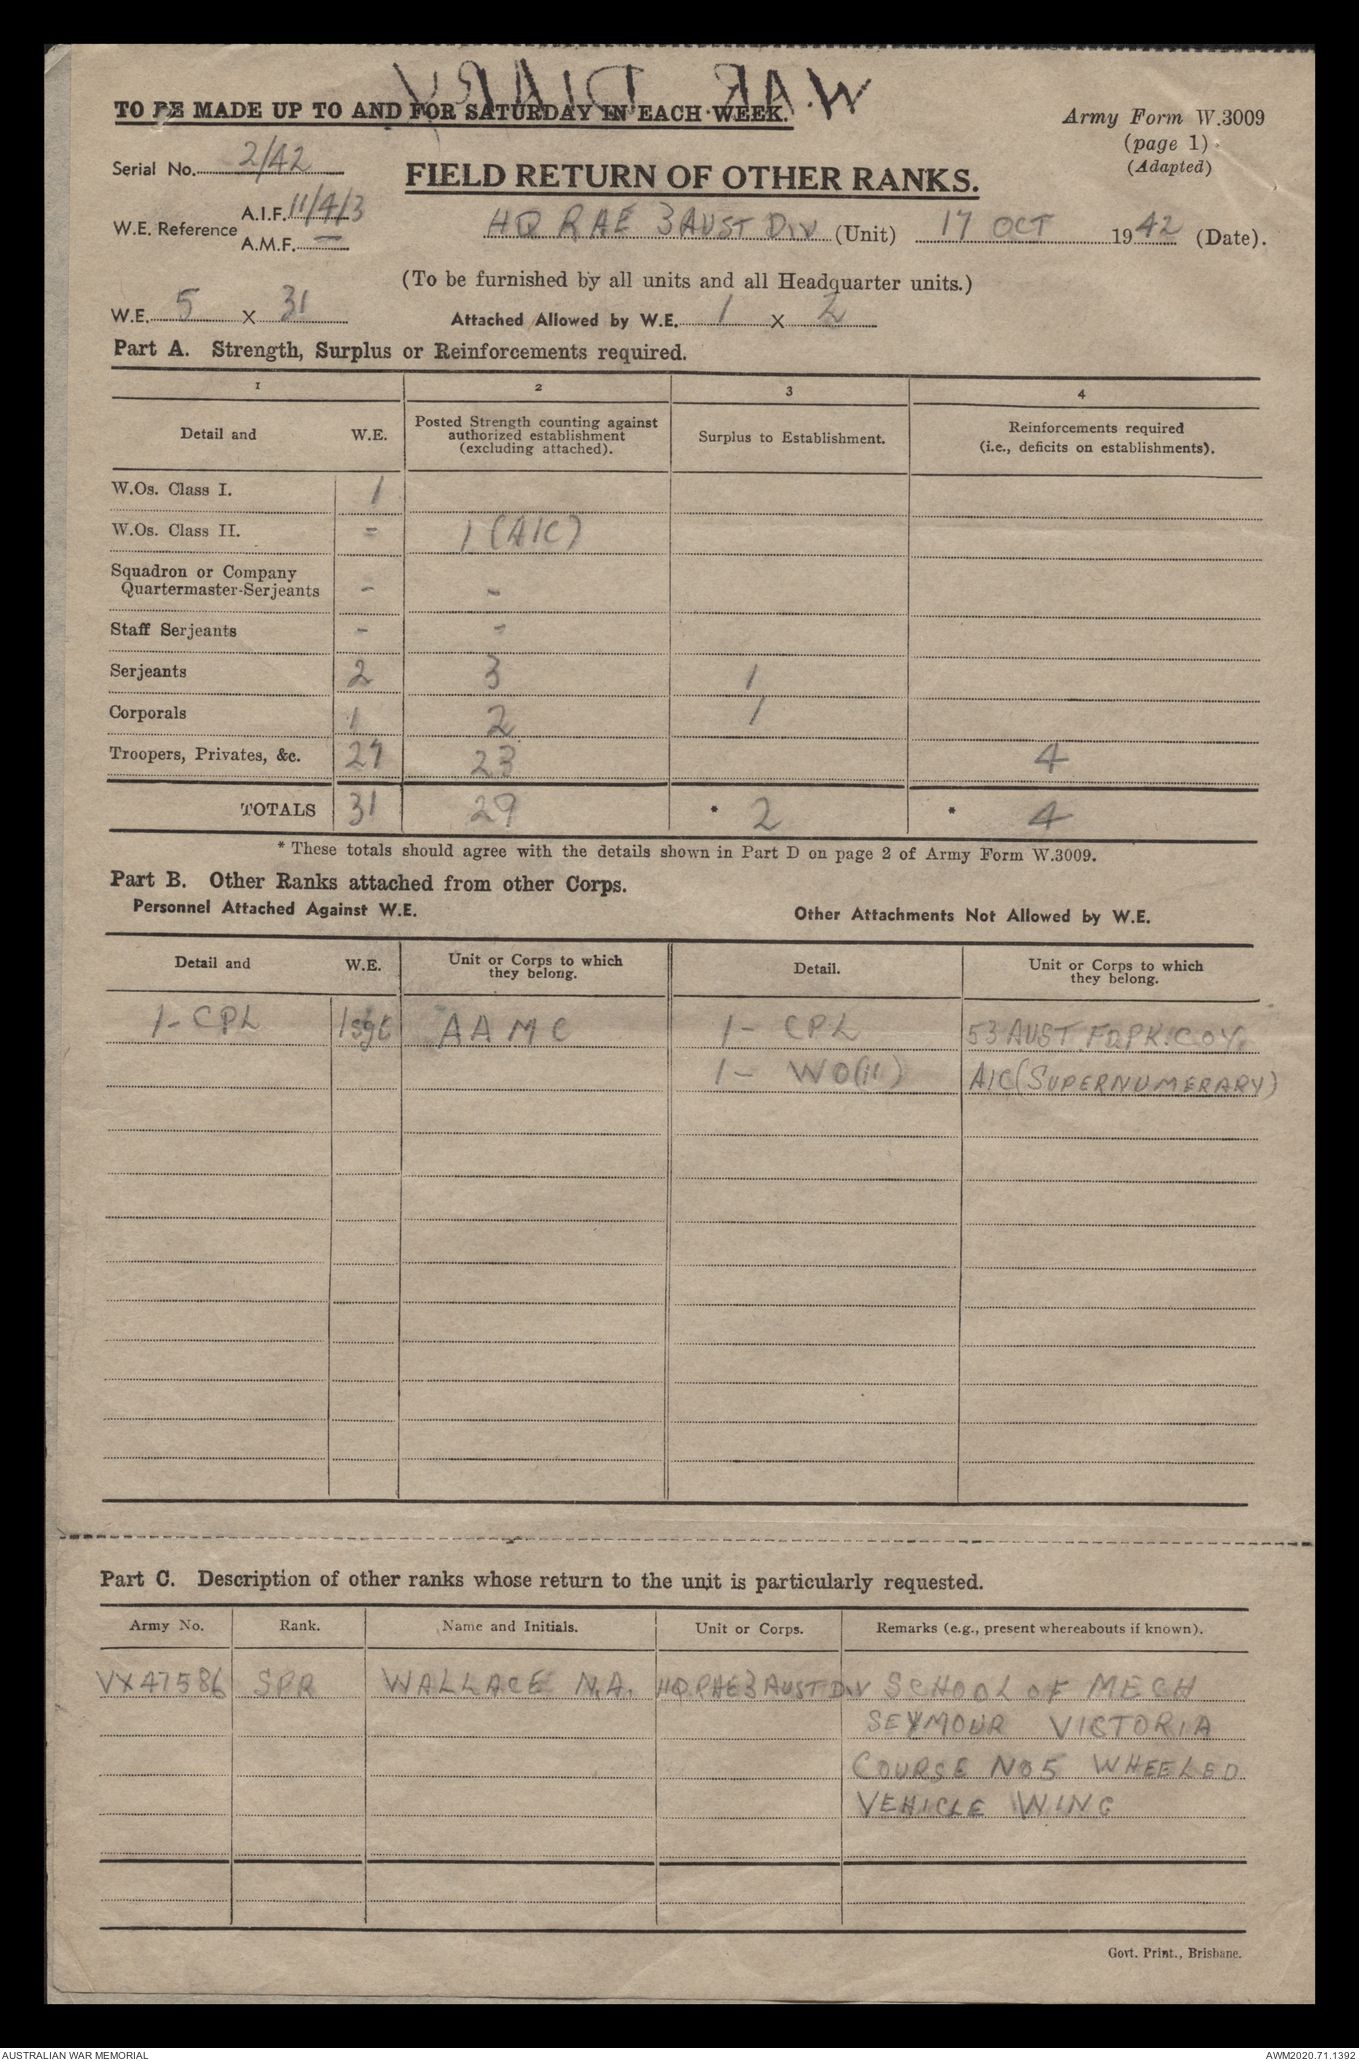 WAR DIARY
TO BE MADE UP TO AND FOR SATURDAY IN EACH WEEK.
Army Form W.3009
(page 1)
(Adapted)
Serial No. 2/42
FIELD RETURN OF OTHER RANKS.
W.E. Reference A.I.F. 11/4/3
A.M.F. —
HQ RAE 3 AUST DIV (Unit) 17 OCT 1942 (Date).
(To be furnished by all units and all Headquarter units.)
W.E. 5 X 31 Attached Allowed by W.E. 1 X 2
Part A. Strength, Surplus or Reinforcements required.
1 2 3 4
Detail and W.E. Posted Strength counting against authorized establishment (excluding attached). Surplus to Establishment. Reinforcements required (i.e., deficits on establishments).
W.Os. Class I. 1
W.Os. Class II. = 1 (AIC)
Squadron or Company
Quartermaster-Serjeants - -
Staff Serjeants - -
Serjeants 2 3 1
Corporals 1 2 1
Troopers, Privates, &c. 27 23 4
TOTALS 31 29 * 2 * 4
* These totals should agree with the details shown in Part D on page 2 of Army Form W.3009.
Part B. Other Ranks attached from other Corps.
Personnel Attached Against W.E. Other Attachments Not Allowed by W.E.
Detail and W.E. Unit or Corps to which they belong. Detail. Unit or Corps to which they belong.
1 - CPL 1 sgt AAMC 1 - CPL 53 AUST FD PK. COY.
1 - WO(II) AIC (SUPERNUMERARY)
Part C. Description of other ranks whose return to the unit is particularly requested.
Army No. Rank. Name and Initials. Unit or Corps. Remarks (e.g., present whereabouts if known).
VX47586 SPR WALLACE N.A. HQ RAE 3 AUST DIV SCHOOL OF MECH
SEYMOUR VICTORIA
COURSE NO5 WHEELED
VEHICLE WING
Govt. Print., Brisbane.
AUSTRALIAN WAR MEMORIAL
AWM2020.71.1392